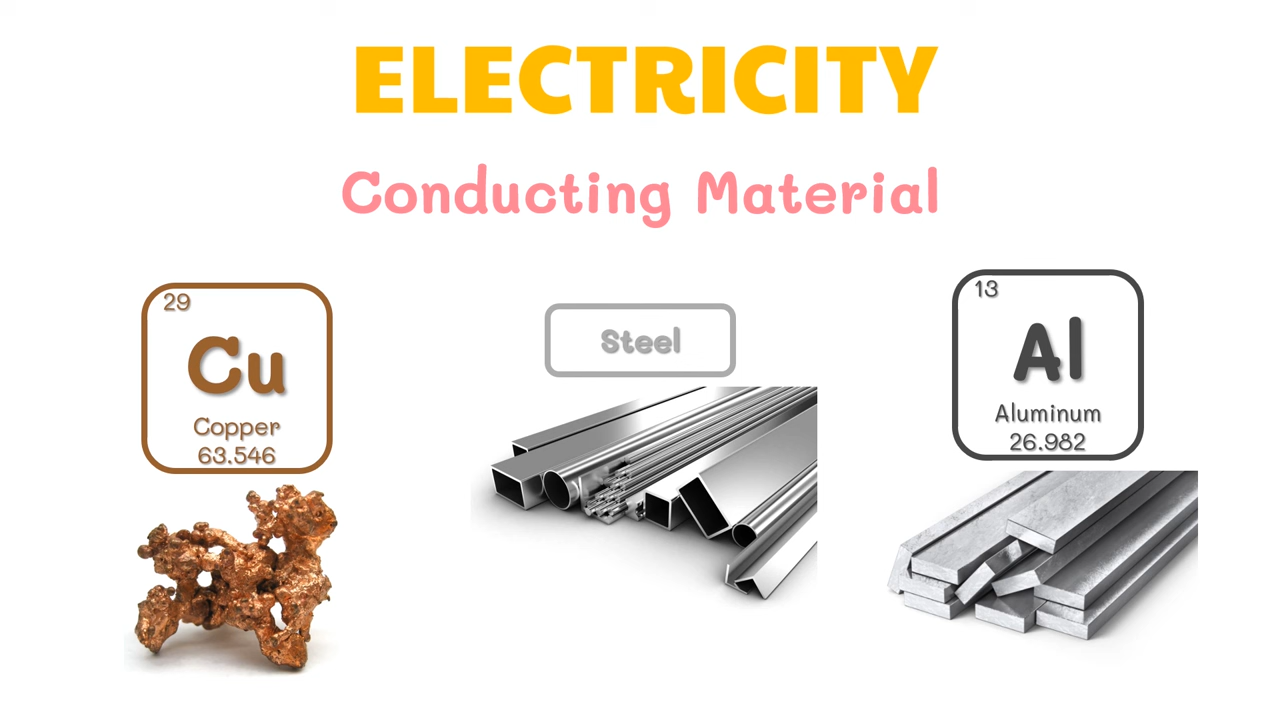 ELECTRICITY
Conducting Material
29
Cu
Copper
63.546
Steel
13
Al
Aluminum
26.982